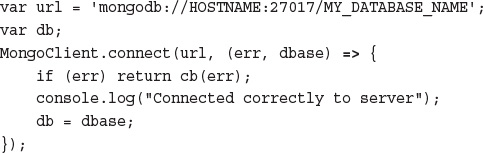 var url = 'mongodb://HOSTNAME:27017/MY_DATABASE_NAME';
var db;
MongoClient.connect(url, (err, dbase) => {
    if (err) return cb(err);
    console.log("Connected correctly to server");
    db = dbase;
});